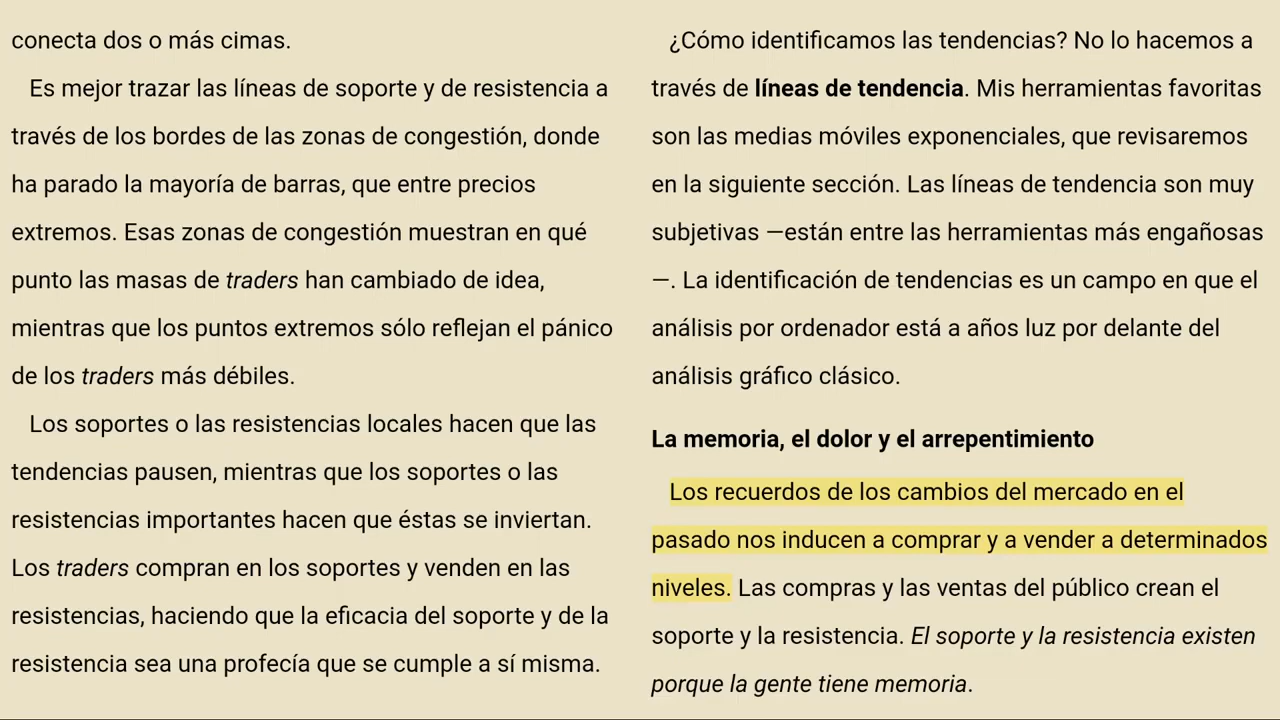 conecta dos o más cimas.
Es mejor trazar las líneas de soporte y de resistencia a
través de los bordes de las zonas de congestión, donde
ha parado la mayoría de barras, que entre precios
extremos. Esas zonas de congestión muestran en qué
punto las masas de traders han cambiado de idea,
mientras que los puntos extremos sólo reflejan el pánico
de los traders más débiles.
Los soportes o las resistencias locales hacen que las
tendencias pausen, mientras que los soportes o las
resistencias importantes hacen que éstas se inviertan.
Los traders compran en los soportes y venden en las
resistencias, haciendo que la eficacia del soporte y de la
resistencia sea una profecía que se cumple a sí misma.
¿Cómo identificamos las tendencias? No lo hacemos a
través de líneas de tendencia. Mis herramientas favoritas
son las medias móviles exponenciales, que revisaremos
en la siguiente sección. Las líneas de tendencia son muy
subjetivas —están entre las herramientas más engañosas
—. La identificación de tendencias es un campo en que el
análisis por ordenador está a años luz por delante del
análisis gráfico clásico.
La memoria, el dolor y el arrepentimiento
Los recuerdos de los cambios del mercado en el
pasado nos inducen a comprar y a vender a determinados
niveles. Las compras y las ventas del público crean el
soporte y la resistencia. El soporte y la resistencia existen
porque la gente tiene memoria.